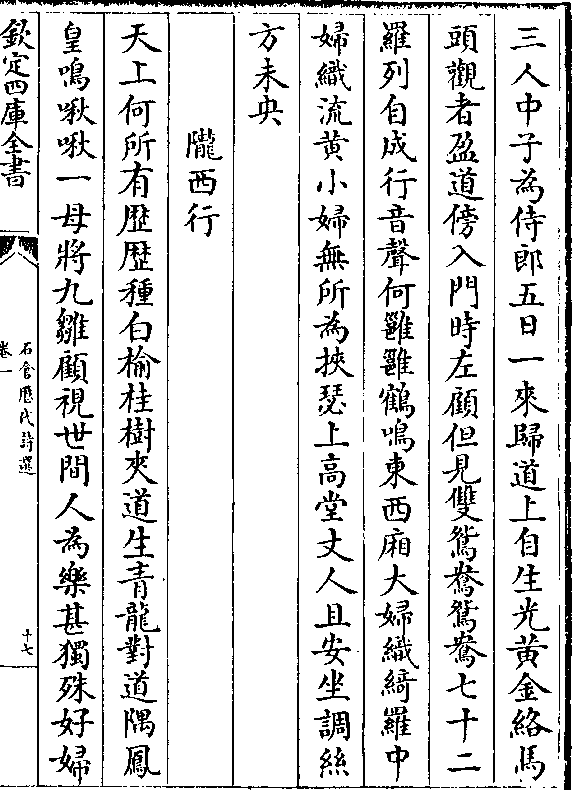 三人中子為侍郎五日一來歸道上自生光黃金絡馬
頭觀者盈道傍入門時左顧但見雙鴛鴦鴛鴦七十二
羅列自成行音聲何雝雝鶴鳴東西廂大婦織綺羅中
婦織流黃小婦無所為挾瑟上高堂丈人且安坐調絲
方未央
隴西行
天上何所有歴歴種白榆桂樹夾道生青龍對道隅鳳
皇鳴啾啾一母將九雛顧視世間人為樂甚獨殊好婦
欽定四庫全書
石倉歷代詩選
卷一
十七